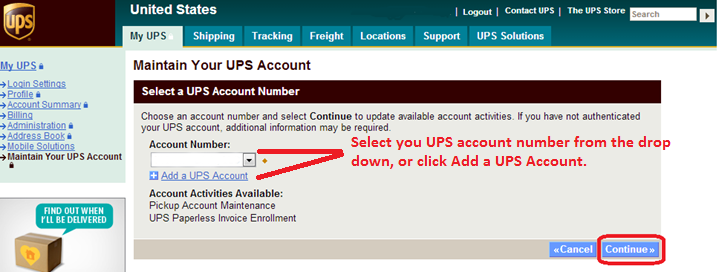 ups
United States
Logout | Contact UPS | The UPS Store
Search
My UPS
Shipping
Tracking
Freight
Locations
Support
UPS Solutions
My UPS
Login Settings
Profile
Account Summary
Billing
Administration
Address Book
Mobile Solutions
Maintain Your UPS Account
FIND OUT WHEN
I'LL BE DELIVERED
Maintain Your UPS Account
Select a UPS Account Number
Choose an account number and select Continue to update available account activities. If you have not authenticated
your UPS account, additional information may be required.
Account Number:
Add a UPS Account
Select you UPS account number from the drop
down, or click Add a UPS Account.
Account Activities Available:
Pickup Account Maintenance
UPS Paperless Invoice Enrollment
«Cancel
Continue»